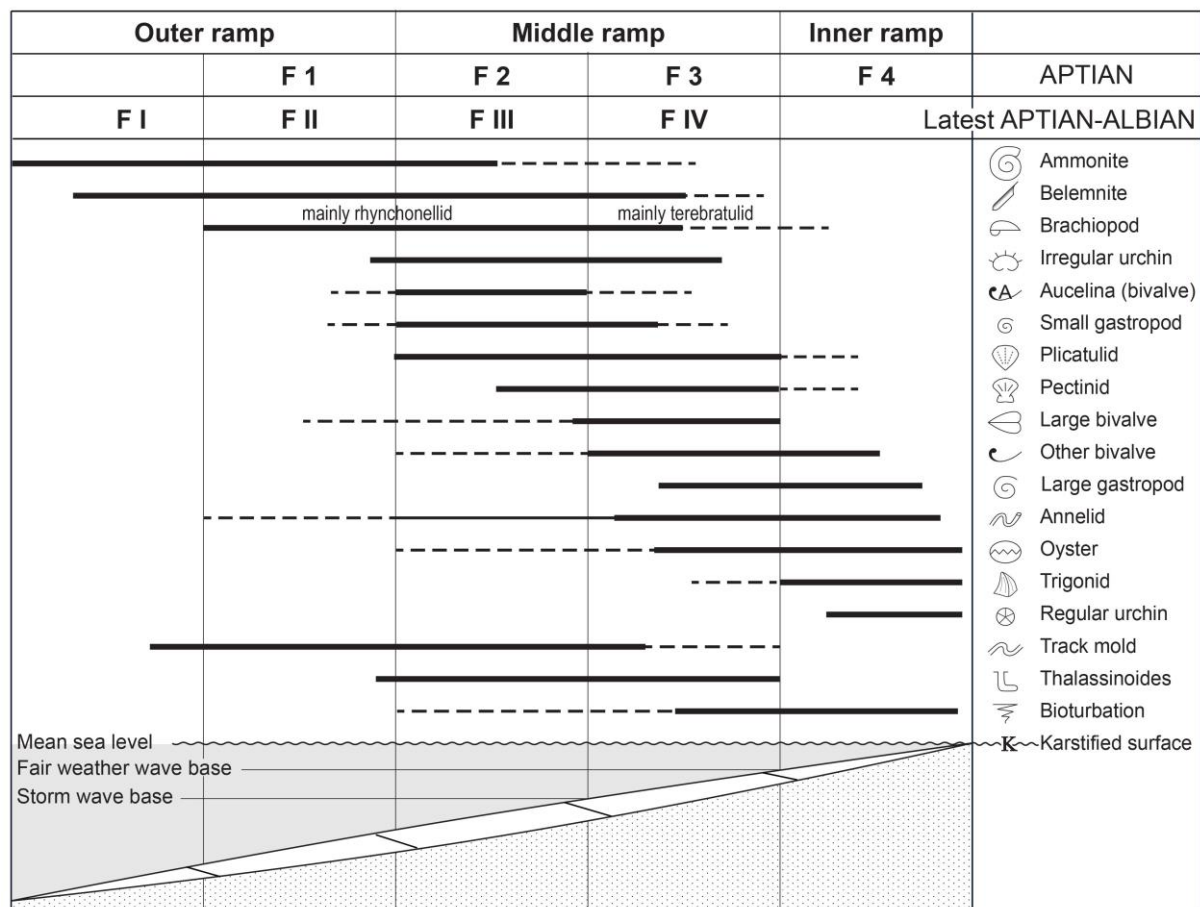 Outer ramp Middle ramp Inner ramp
F 1 F 2 F 3 F 4 APTIAN
F I F II F III F IV Latest APTIAN-ALBIAN
Ammonite
Belemnite
mainly rhynchonellid mainly terebratulid
Brachiopod
Irregular urchin
A Aucelina (bivalve)
Small gastropod
Plicatulid
Pectinid
Large bivalve
Other bivalve
Large gastropod
Annelid
Oyster
Trigonid
Regular urchin
Track mold
Thalassinoides
Bioturbation
Mean sea level K Karstified surface
Fair weather wave base
Storm wave base